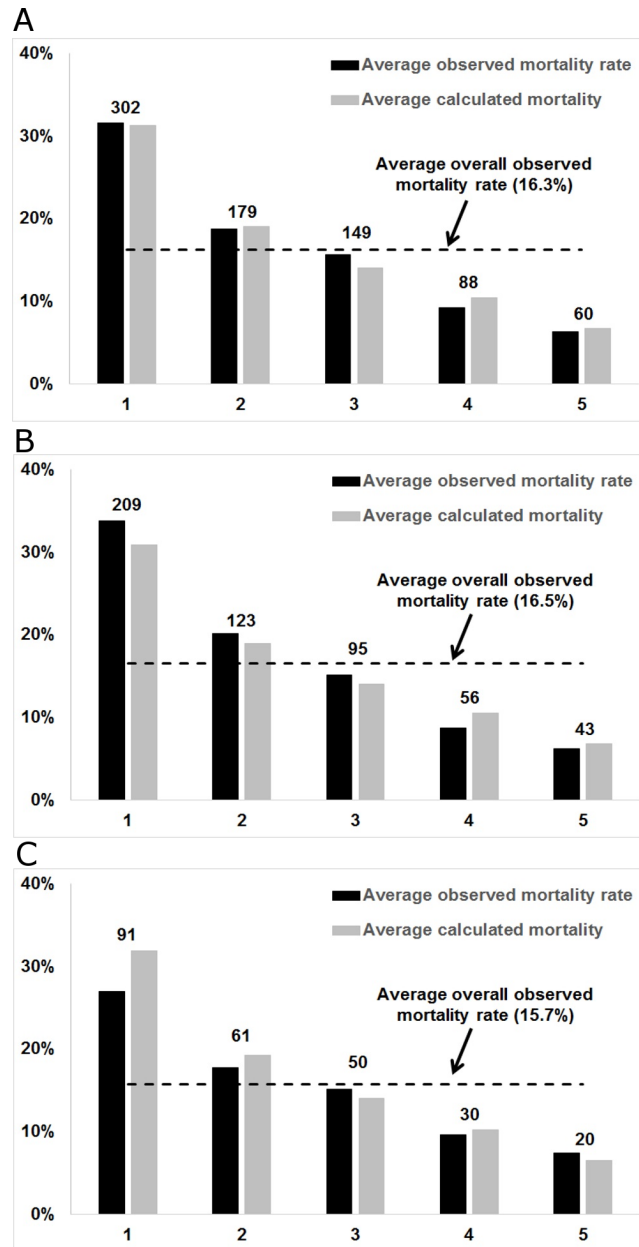 A
40%
Average observed mortality rate
302
Average calculated mortality
30%
Average overall observed
mortality rate (16.3%)
20%
179
149
88
10%
60
0%
1 2 3 4 5
B
40%
Average observed mortality rate
209
Average calculated mortality
30%
Average overall observed
mortality rate (16.5%)
20%
123
95
56
10%
43
0%
1 2 3 4 5
C
40%
Average observed mortality rate
91
Average calculated mortality
30%
Average overall observed
mortality rate (15.7%)
20%
61
50
10%
30
20
0%
1 2 3 4 5